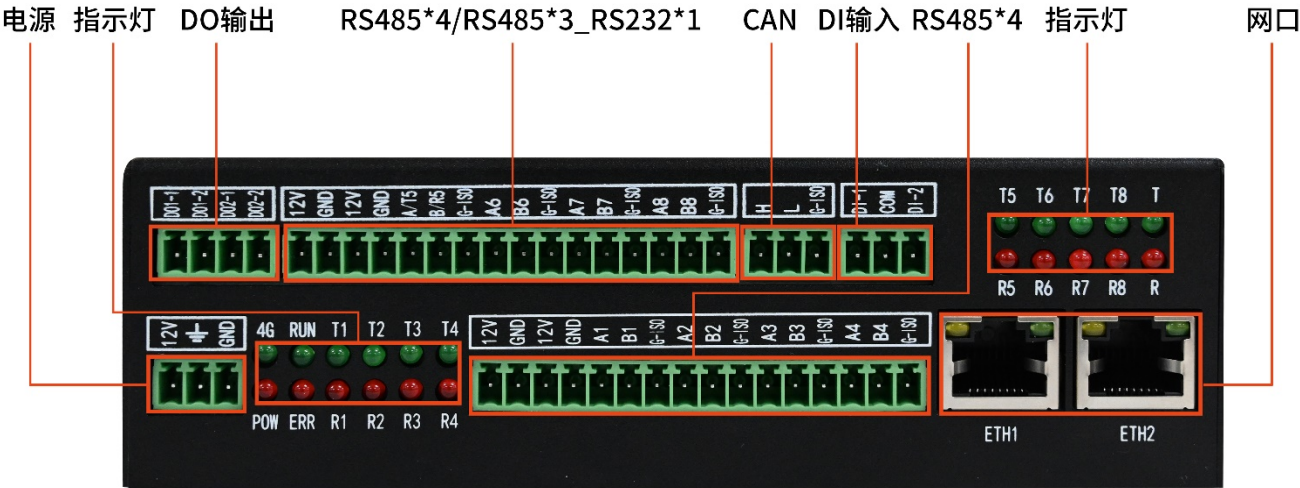 电源 指示灯 DO输出 RS485*4/RS485*3_RS232*1 CAN DI输入 RS485*4 指示灯 网口
DO1-1 DO1-2 DO2-1 DO2-2
12V GND 12V GND A/T5 B/R5 G-ISO A6 B6 G-ISO A7 B7 G-ISO A8 B8 G-ISO
H L G-ISO
DI-1 COM DI-2
T5 T6 T7 T8 T
R5 R6 R7 R8 R
12V GND
4G RUN T1 T2 T3 T4
POW ERR R1 R2 R3 R4
12V GND 12V GND A1 B1 G-ISO A2 B2 G-ISO A3 B3 G-ISO A4 B4 G-ISO
ETH1 ETH2